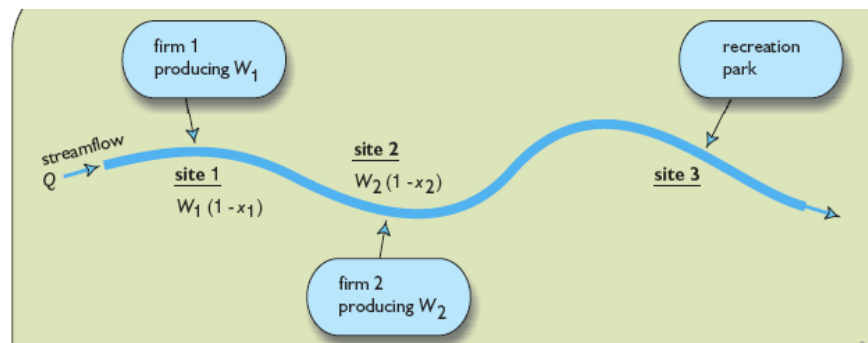 firm 1
producing W1
recreation
park
streamflow
Q
site 1
W1 (1 -x1)
site 2
W2 (1 -x2)
site 3
firm 2
producing W2